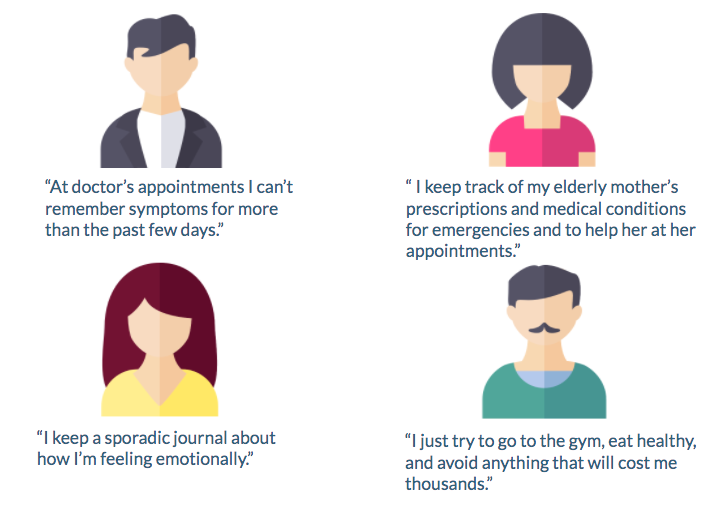 “At doctor’s appointments I can’t
remember symptoms for more
than the past few days.”
“ I keep track of my elderly mother’s
prescriptions and medical conditions
for emergencies and to help her at her
appointments.”
“I keep a sporadic journal about
how I’m feeling emotionally.”
“I just try to go to the gym, eat healthy,
and avoid anything that will cost me
thousands.”